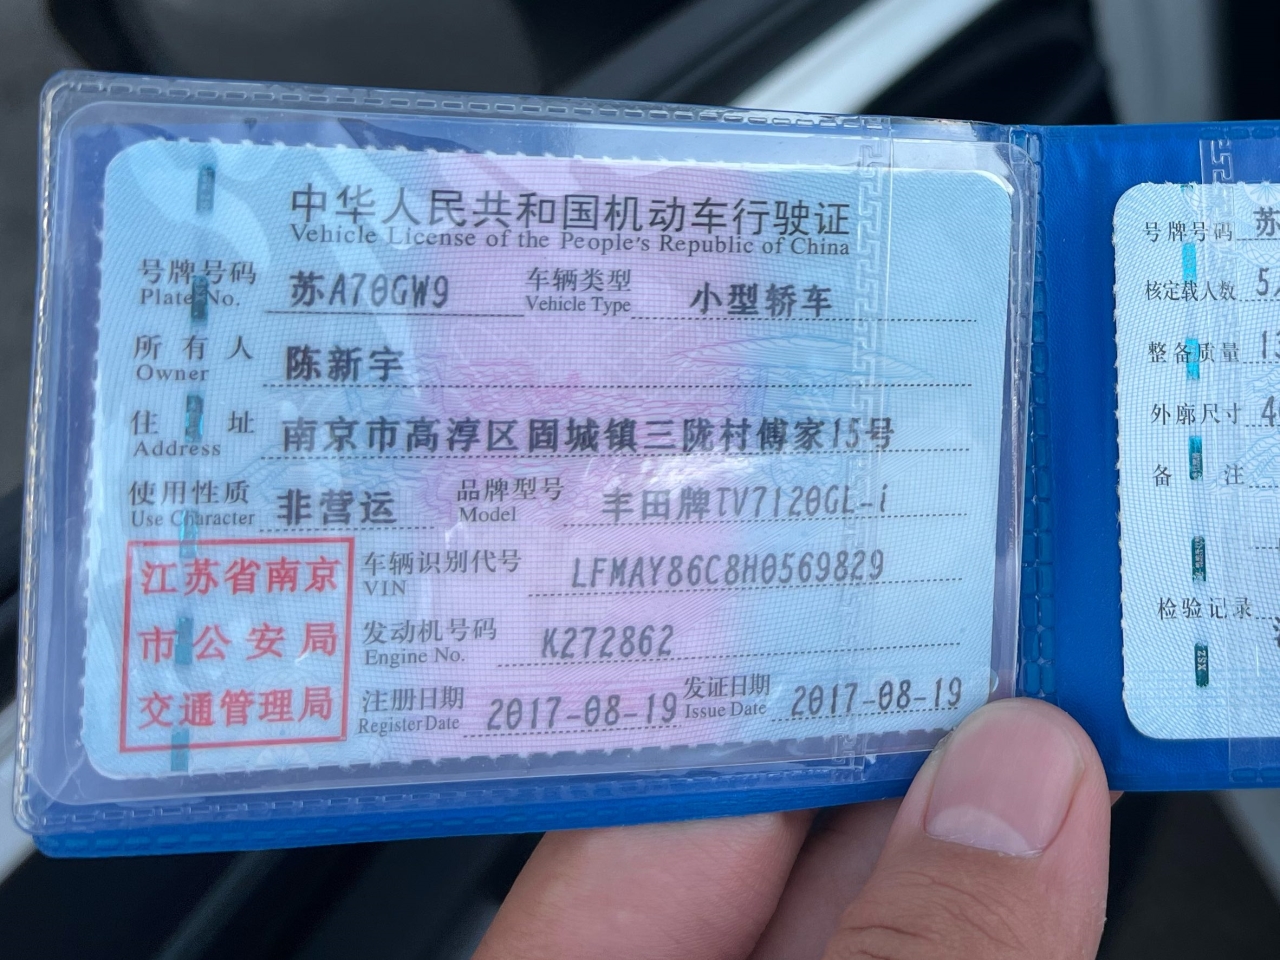 中华人民共和国机动车行驶证
Vehicle License of the People's Republic of China
号牌号码 苏A70GW9 车辆类型 小型轿车
Plate No. Vehicle Type
所有人 陈新宇
Owner
住址 南京市高淳区固城镇三陇村傅家15号
Address
使用性质 非营运 品牌型号 丰田牌TV7120GL-i
Use Character Model
江苏省南京
市公安局
交通管理局
车辆识别代号 LFMAY86C8H0569829
VIN
发动机号码 K272862
Engine No.
注册日期 2017-08-19 发证日期 2017-08-19
Register Date Issue Date
号牌号码 苏
核定载人数 5
整备质量 13
外廓尺寸 4
备注
检验记录